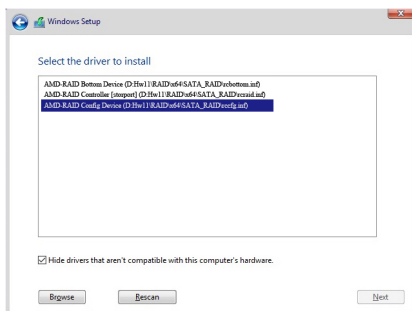 Windows Setup
Select the driver to install
AMD-RAID Bottom Device (D:Hw11\RAID\x64\SATA_RAID\rcbottom.inf)
AMD-RAID Controller [storport] (D:Hw11\RAID\x64\SATA_RAID\rcraid.inf)
AMD-RAID Config Device (D:Hw11\RAID\x64\SATA_RAID\rccfg.inf)
Hide drivers that aren't compatible with this computer's hardware.
Browse Rescan Next